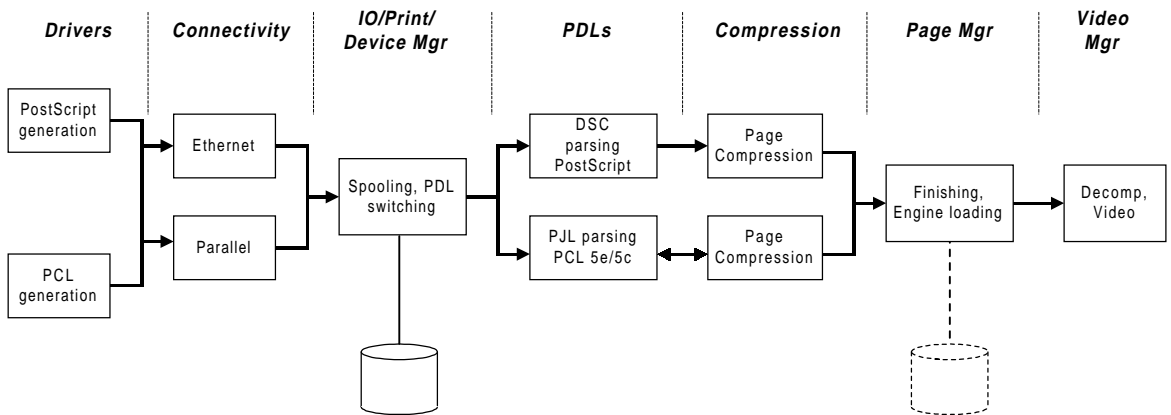 Drivers
Connectivity
IO/Print/
Device Mgr
PDLs
Compression
Page Mgr
Video
Mgr
PostScript
generation
PCL
generation
Ethernet
Parallel
Spooling, PDL
switching
DSC
parsing
PostScript
PJL parsing
PCL 5e/5c
Page
Compression
Page
Compression
Finishing,
Engine loading
Decomp,
Video